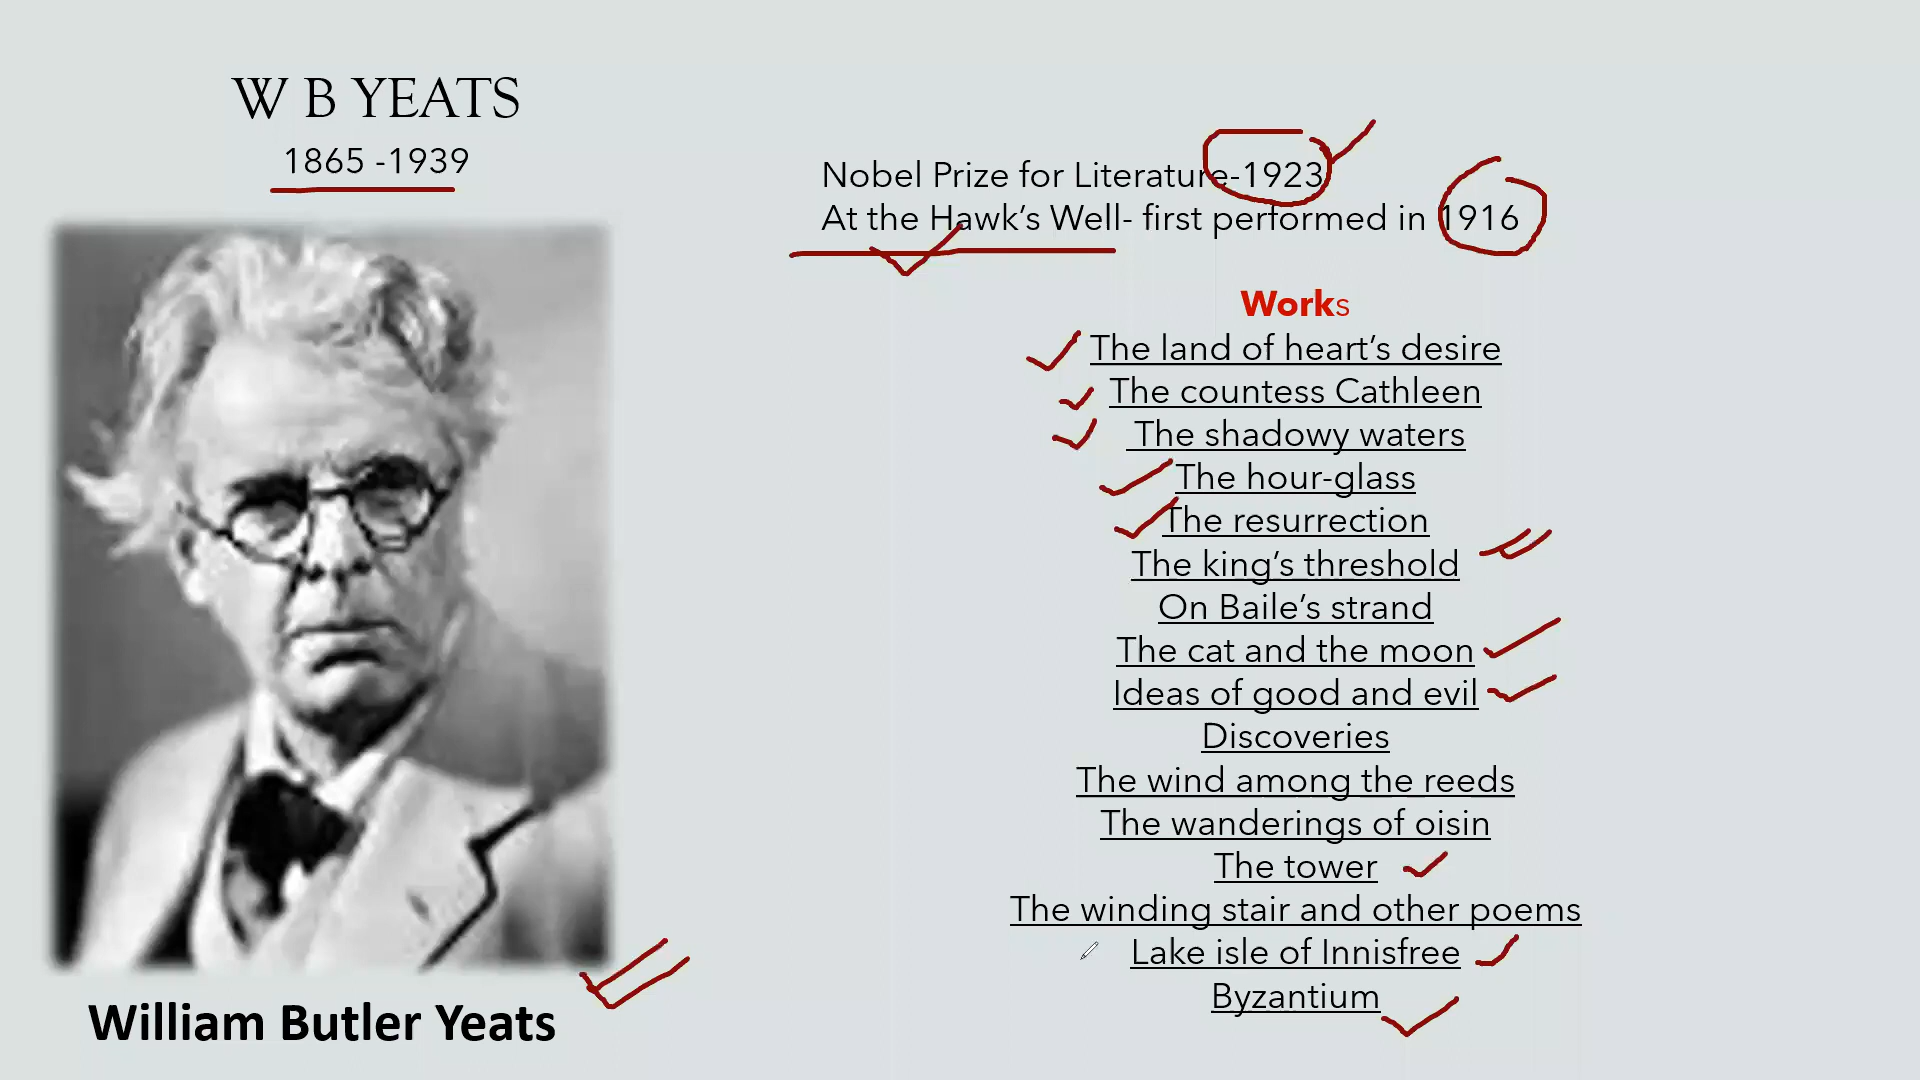 W B YEATS
1865 -1939
William Butler Yeats
Nobel Prize for Literature-1923
At the Hawk’s Well- first performed in 1916
Works
The land of heart’s desire
The countess Cathleen
The shadowy waters
The hour-glass
The resurrection
The king’s threshold
On Baile’s strand
The cat and the moon
Ideas of good and evil
Discoveries
The wind among the reeds
The wanderings of oisin
The tower
The winding stair and other poems
Lake isle of Innisfree
Byzantium